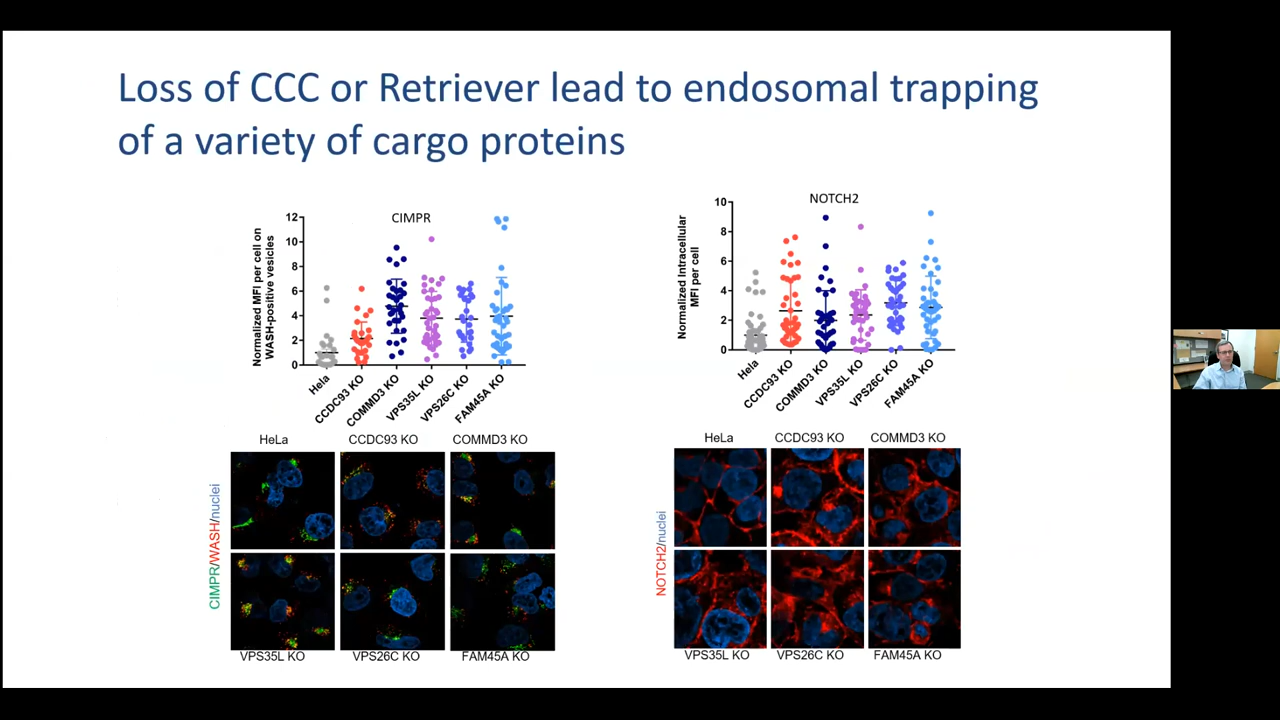 Loss of CCC or Retriever lead to endosomal trapping
of a variety of cargo proteins
CIMPR
Normalized MFI per cell on
WASH-positive vesicles
12
10
8
6
4
2
0
Hela
CCDC93 KO
COMMD3 KO
VPS35L KO
VPS26C KO
FAM45A KO
NOTCH2
Normalized Intracellular
MFI per cell
10
8
6
4
2
0
Hela
CCDC93 KO
COMMD3 KO
VPS35L KO
VPS26C KO
FAM45A KO
HeLa CCDC93 KO COMMD3 KO
CIMPR/WASH/nuclei
VPS35L KO VPS26C KO FAM45A KO
HeLa CCDC93 KO COMMD3 KO
NOTCH2/nuclei
VPS35L KO VPS26C KO FAM45A KO